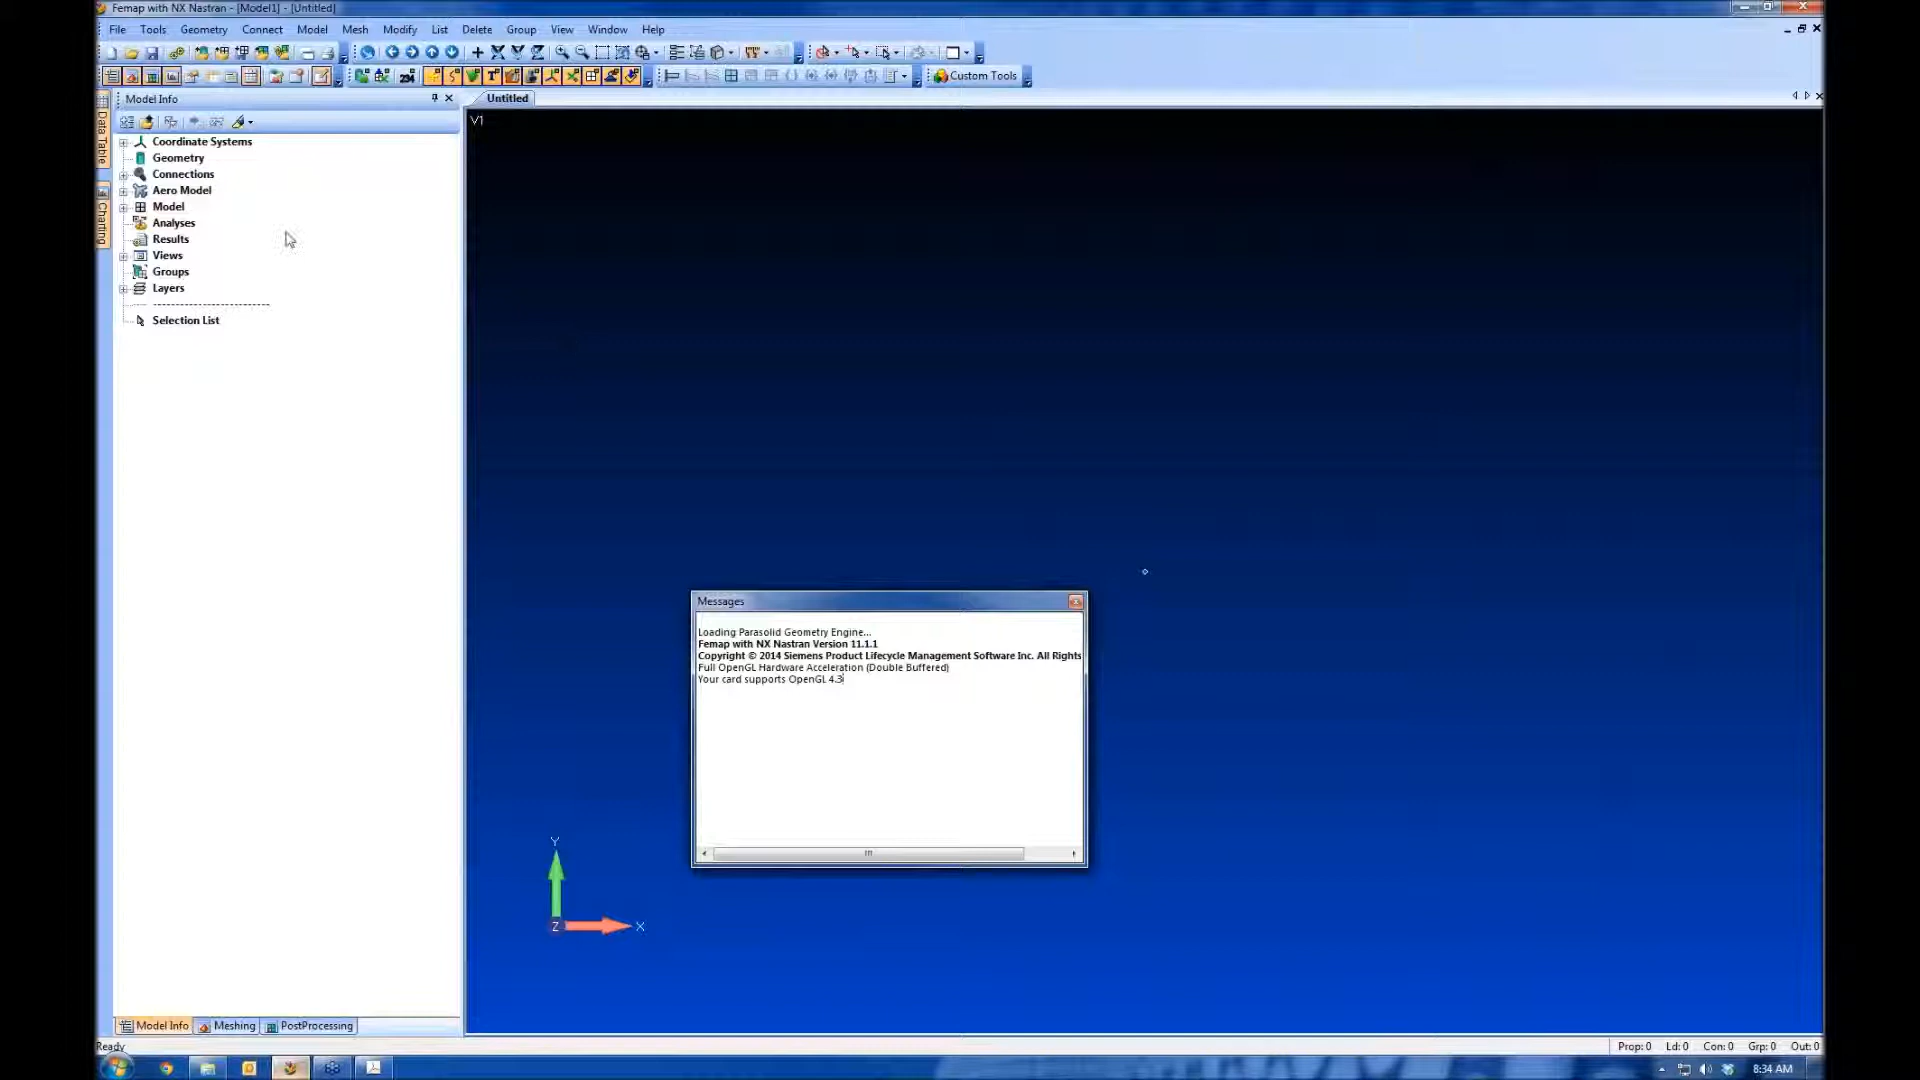 Femap with NX Nastran - [Model1] - [Untitled]
File Tools Geometry Connect Model Mesh Modify List Delete Group View Window Help
234 T Custom Tools
Model Info
Untitled
Data Table
Charting
V1
Coordinate Systems
Geometry
Connections
Aero Model
Model
Analyses
Results
Views
Groups
Layers
Selection List
Messages
Loading Parasolid Geometry Engine...
Femap with NX Nastran Version 11.1.1
Copyright © 2014 Siemens Product Lifecycle Management Software Inc. All Rights
Full OpenGL Hardware Acceleration (Double Buffered)
Your card supports OpenGL 4.3
Y
Z
X
Model Info Meshing PostProcessing
Ready
Prop: 0 Ld: 0 Con: 0 Grp: 0 Out: 0
8:34 AM